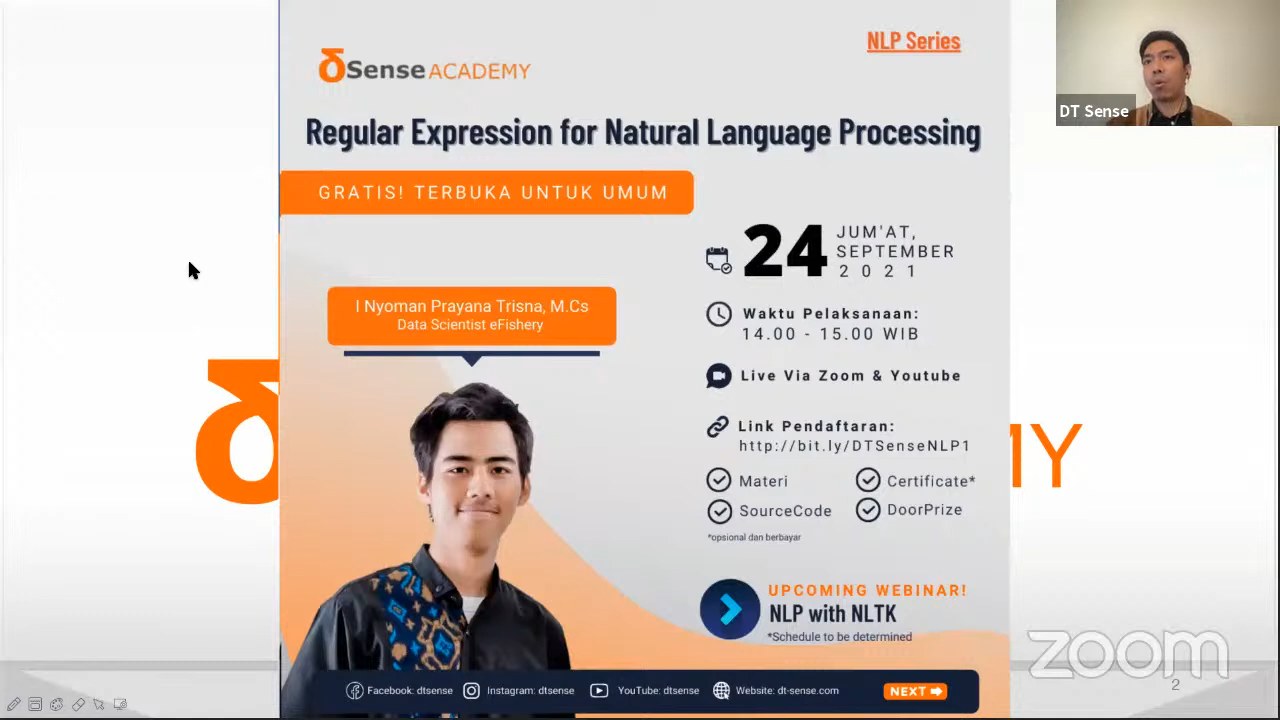 NLP Series
δSense ACADEMY
DT Sense
Regular Expression for Natural Language Processing
GRATIS! TERBUKA UNTUK UMUM
24
JUM'AT,
SEPTEMBER
2021
I Nyoman Prayana Trisna, M.Cs
Data Scientist eFishery
Waktu Pelaksanaan:
14.00 - 15.00 WIB
Live Via Zoom & Youtube
Link Pendaftaran:
http://bit.ly/DTSenseNLP1
Materi
Certificate*
SourceCode
DoorPrize
*opsional dan berbayar
UPCOMING WEBINAR!
NLP with NLTK
*Schedule to be determined
Facebook: dtsense
Instagram: dtsense
YouTube: dtsense
Website: dt-sense.com
NEXT
δ
MY
zoom
2